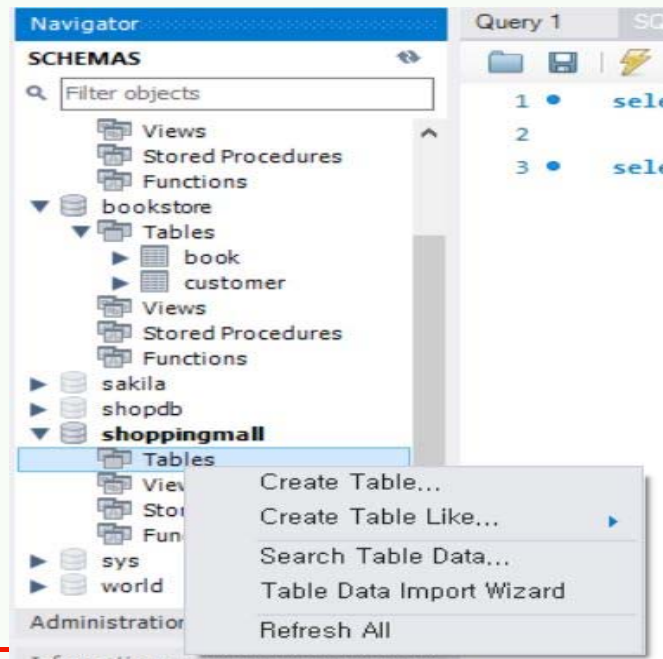 Navigator
SCHEMAS
Filter objects
Views
Stored Procedures
Functions
bookstore
Tables
book
customer
Views
Stored Procedures
Functions
sakila
shopdb
shoppingmall
Tables
sys
world
Administration
Query 1
1
2
3
Create Table...
Create Table Like...
Search Table Data...
Table Data Import Wizard
Refresh All